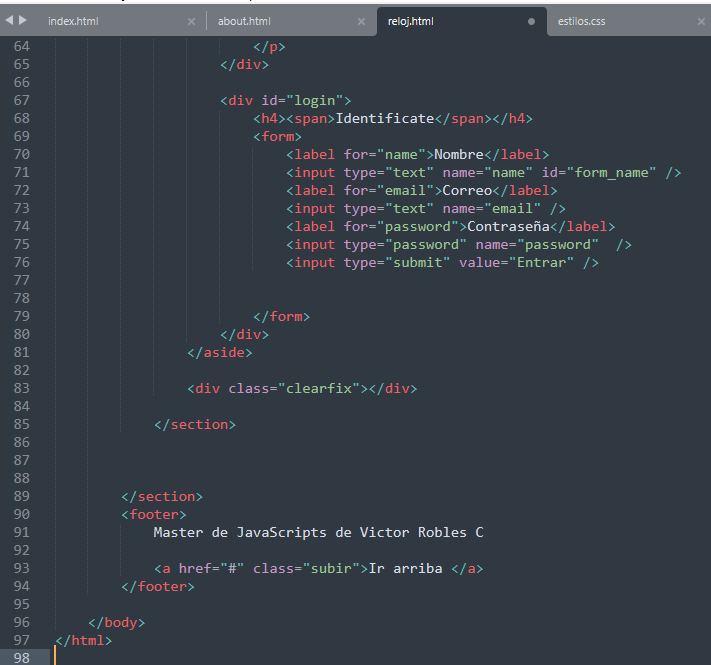 index.html × about.html × reloj.html estilos.css ×
64 </p>
65 </div>
66
67 <div id="login">
68 <h4><span>Identificate</span></h4>
69 <form>
70 <label for="name">Nombre</label>
71 <input type="text" name="name" id="form_name" />
72 <label for="email">Correo</label>
73 <input type="text" name="email" />
74 <label for="password">Contraseña</label>
75 <input type="password" name="password"  />
76 <input type="submit" value="Entrar" />
77
78
79 </form>
80 </div>
81 </aside>
82
83 <div class="clearfix"></div>
84
85 </section>
86
87
88
89 </section>
90 <footer>
91 Master de JavaScripts de Victor Robles C
92
93 <a href="#" class="subir">Ir arriba </a>
94 </footer>
95
96 </body>
97 </html>
98